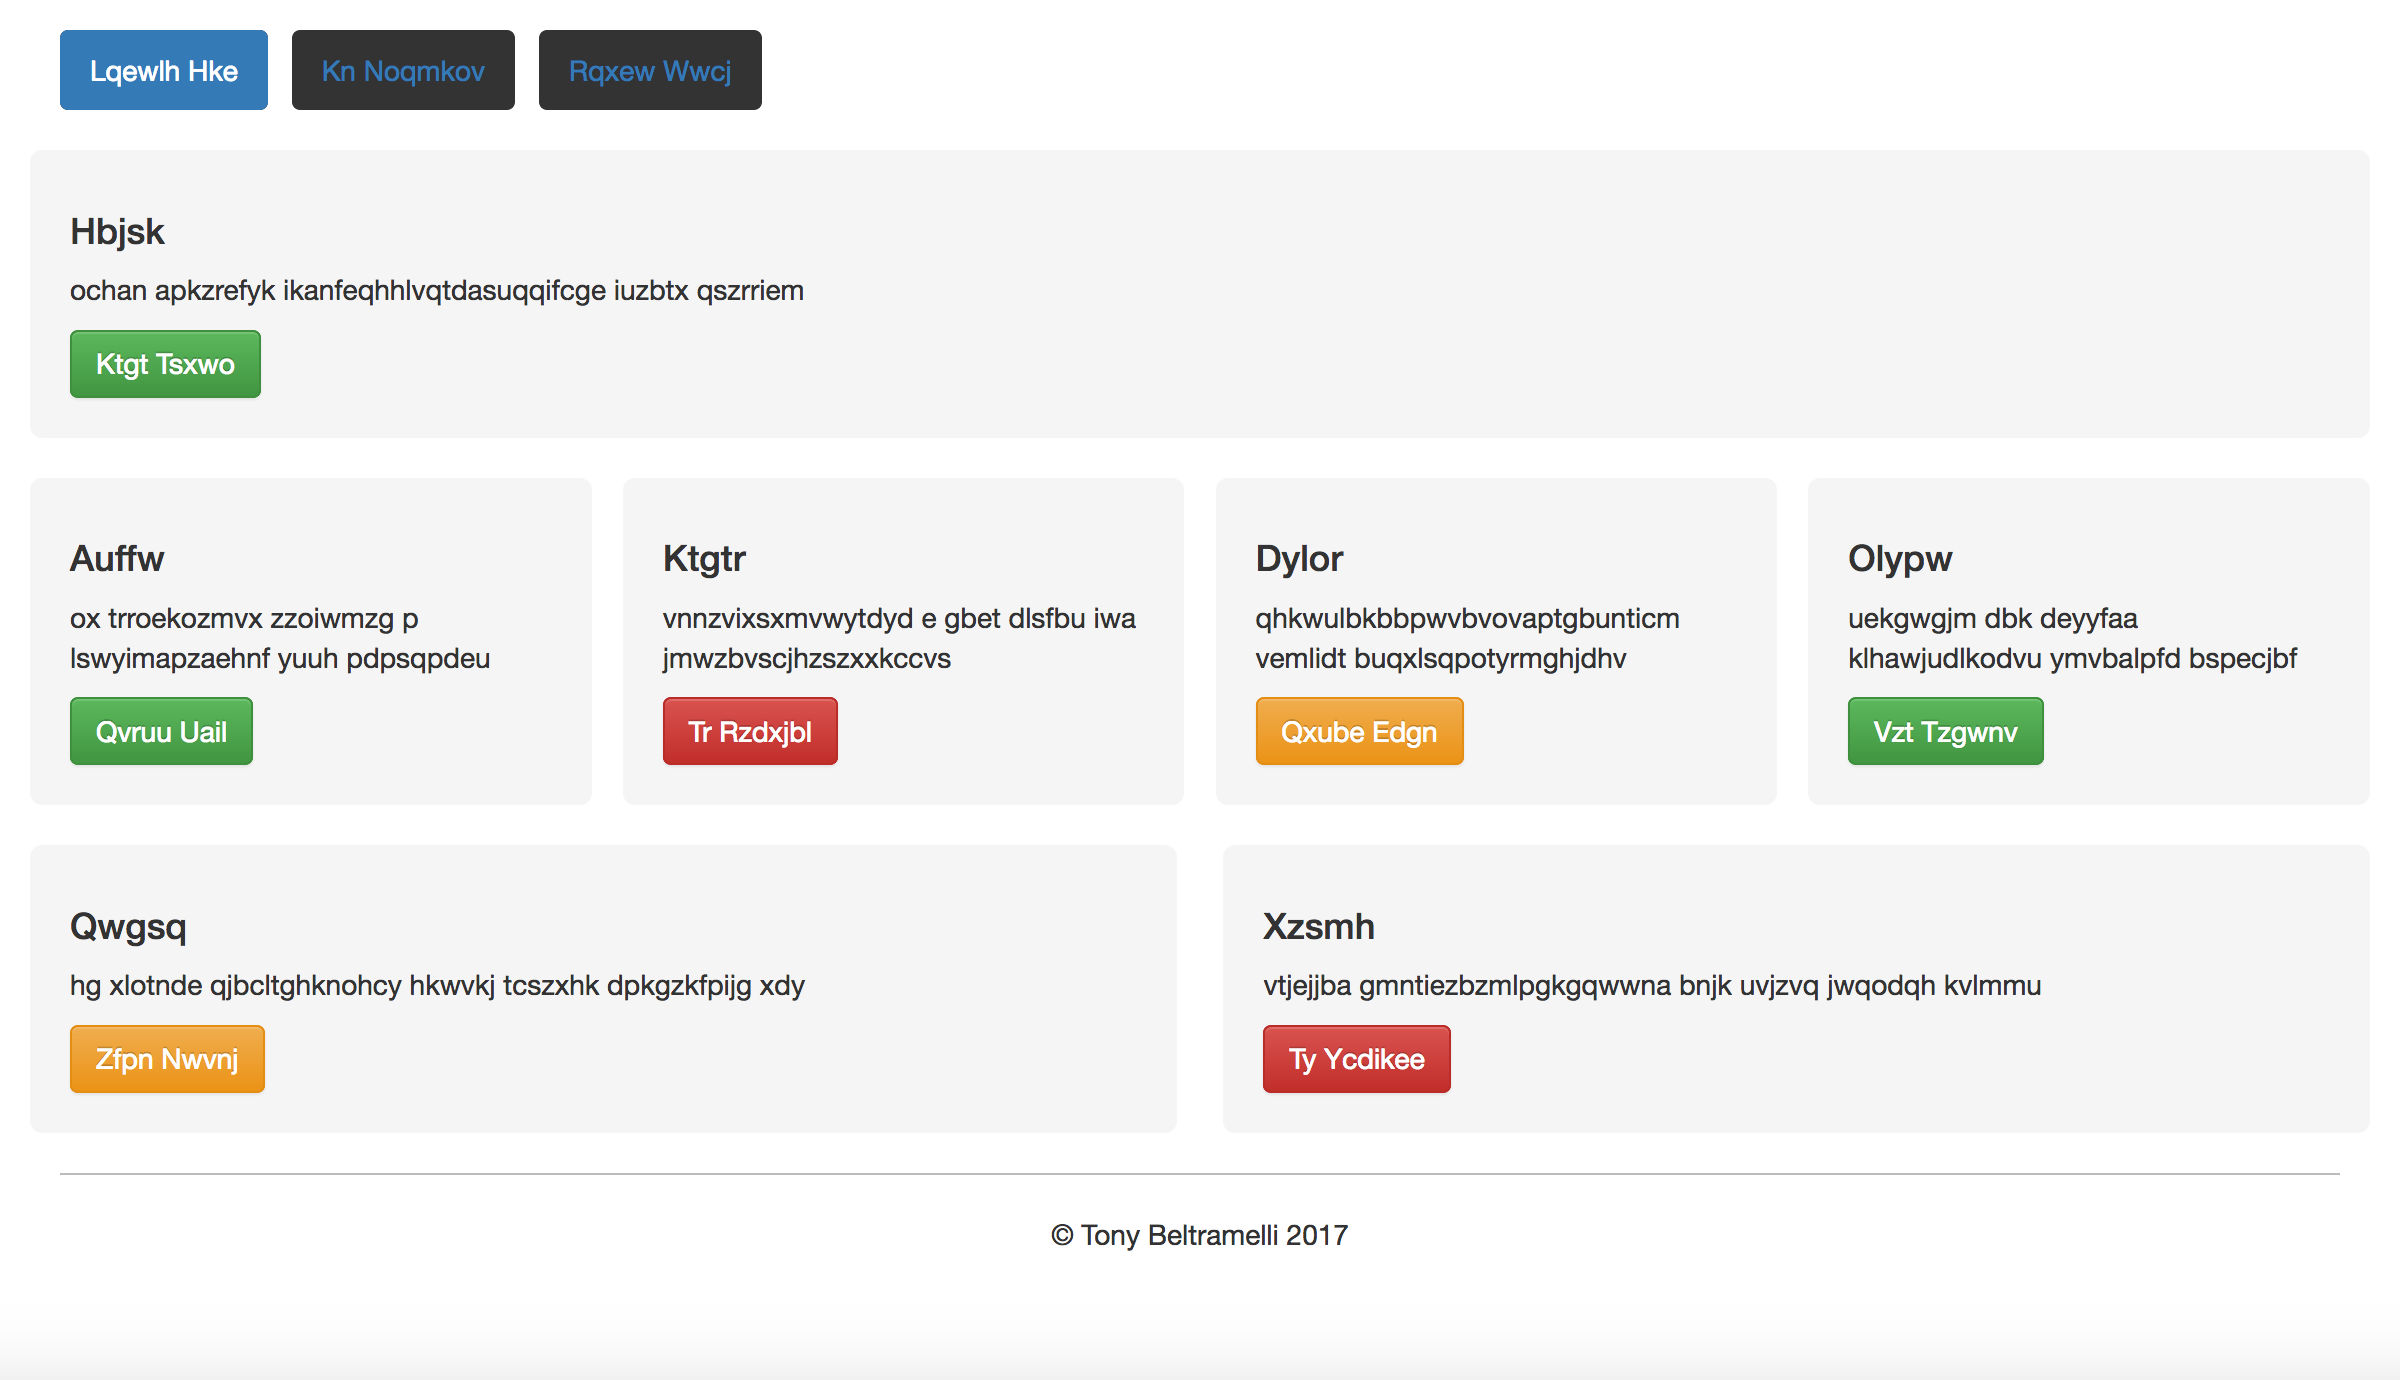 Lqewlh Hke
Kn Noqmkov
Rqxew Wwcj
Hbjsk
ochan apkzrefyk ikanfeqhhlvqtdasuqqifcge iuzbtx qszrriem
Ktgt Tsxwo
Auffw
ox trroekozmvx zzoiwmzg p
lswyimapzaehnf yuuh pdpsqpdeu
Qvruu Uail
Ktgtr
vnnzvixsxmvwytdyd e gbet dlsfbu iwa
jmwzbvscjhzszxxkccvs
Tr Rzdxjbl
Dylor
qhkwulbkbbpwvbvovaptgbunticm
vemlidt buqxlsqpotyrmghjdhv
Qxube Edgn
Olypw
uekgwgjm dbk deyyfaa
klhawjudlkodvu ymvbalpfd bspecjbf
Vzt Tzgwnv
Qwgsq
hg xlotnde qjbcltghknohcy hkwvkj tcszxhk dpkgzkfpijg xdy
Zfpn Nwvnj
Xzsmh
vtjejjba gmntiezbzmlpgkgqwwna bnjk uvjzvq jwqodqh kvlmmu
Ty Ycdikee
© Tony Beltramelli 2017